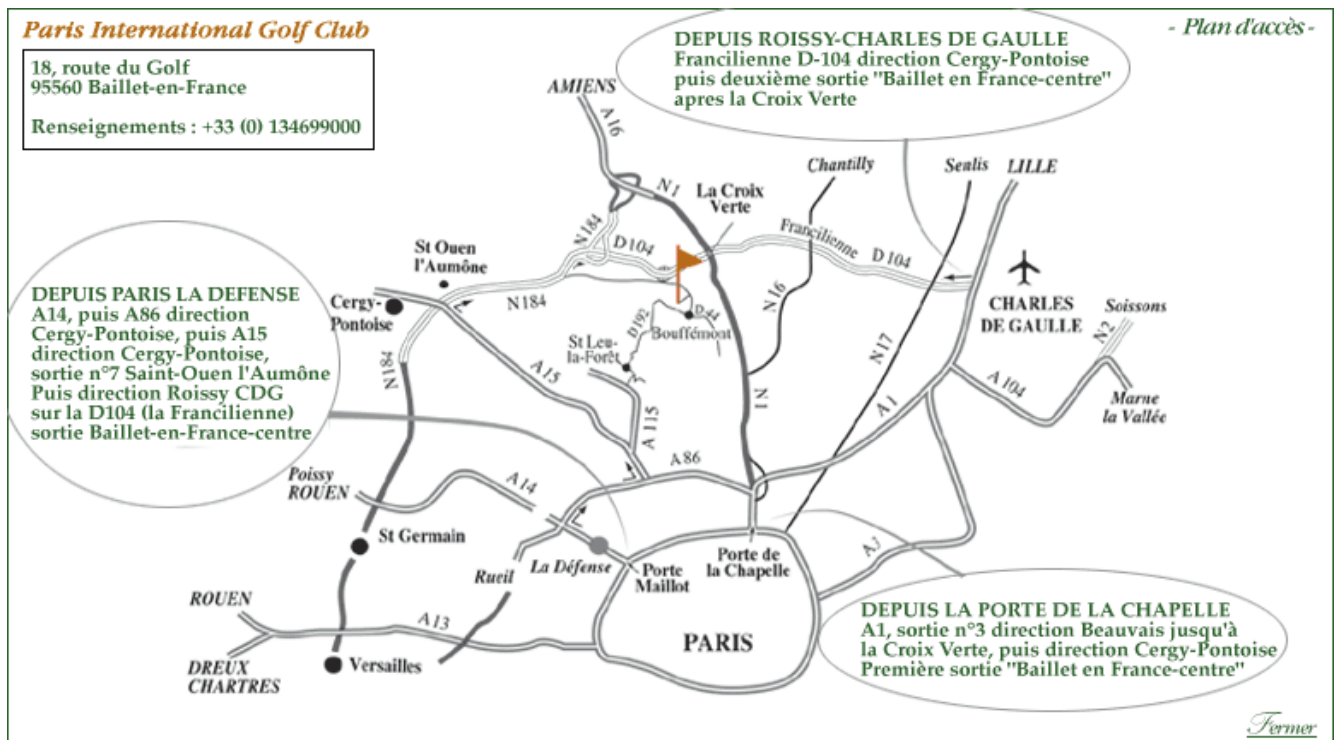 Paris International Golf Club
- Plan d'accès -
18, route du Golf
95560 Baillet-en-France
Renseignements : +33 (0) 134699000
DEPUIS ROISSY-CHARLES DE GAULLE
Francilienne D-104 direction Cergy-Pontoise
puis deuxième sortie "Baillet en France-centre"
apres la Croix Verte
AMIENS
A 16
N1
La Croix
Verte
Chantilly
Senlis
LILLE
N184
D104
Francilienne
D 104
St Ouen
l'Aumône
CHARLES
DE GAULLE
Soissons
N2
DEPUIS PARIS LA DEFENSE
A14, puis A86 direction
Cergy-Pontoise, puis A15
direction Cergy-Pontoise,
sortie n°7 Saint-Ouen l'Aumône
Puis direction Roissy CDG
sur la D104 (la Francilienne)
sortie Baillet-en-France-centre
Cergy-
Pontoise
N184
N16
D192
D 44
Bouffémont
St Leu-
la-Forêt
N17
N184
A15
A 115
N1
A 1
A 104
Marne
la Vallée
A 86
Poissy
ROUEN
A 14
St Germain
Rueil
La Défense
Porte
Maillot
Porte de
la Chapelle
A3
ROUEN
A 13
PARIS
DREUX
CHARTRES
Versailles
DEPUIS LA PORTE DE LA CHAPELLE
A1, sortie n°3 direction Beauvais jusqu'à
la Croix Verte, puis direction Cergy-Pontoise
Première sortie "Baillet en France-centre"
Fermer